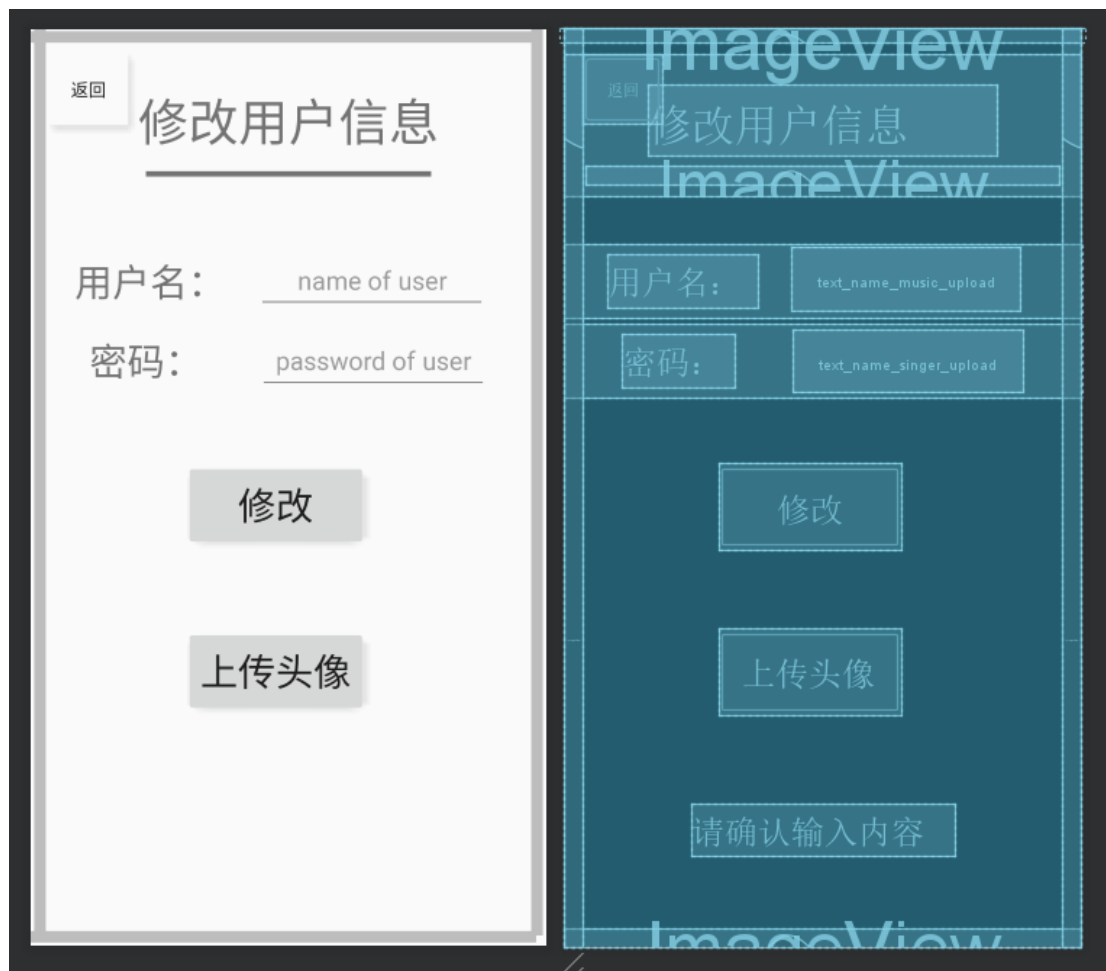 返回
修改用户信息
用户名：
name of user
密码：
password of user
修改
上传头像
ImageView
返回
修改用户信息
ImageView
用户名：
text_name_music_upload
密码：
text_name_singer_upload
修改
上传头像
请确认输入内容
ImageView